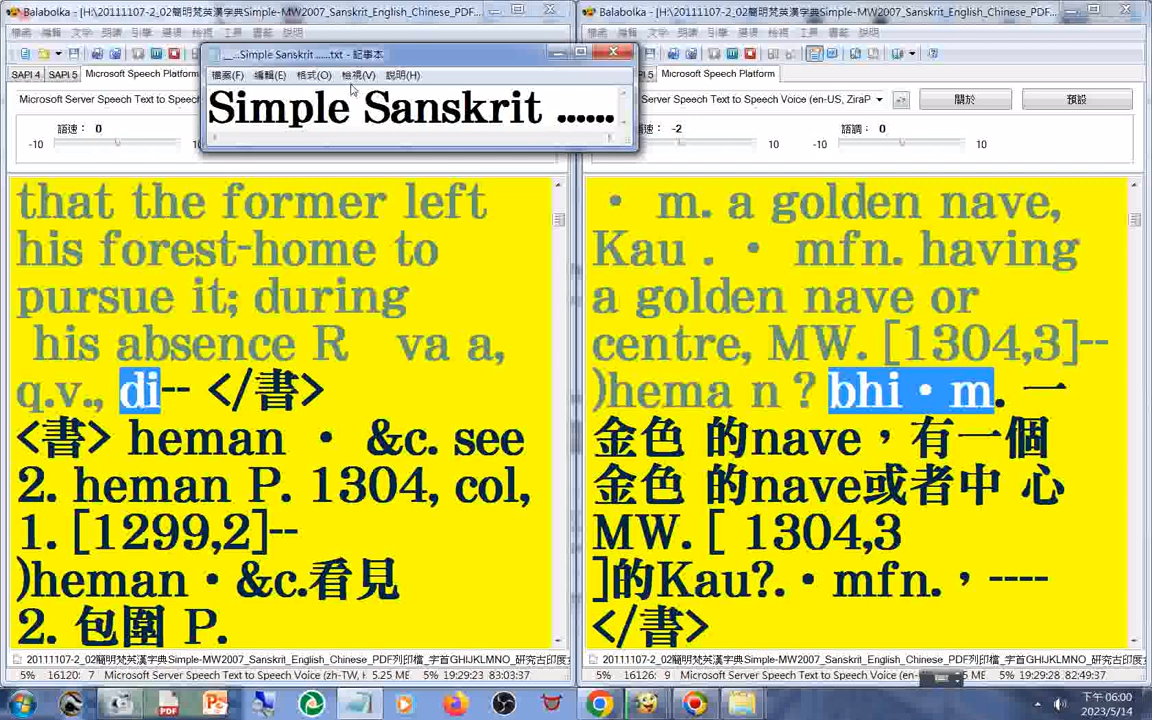 Balabolka - [H:\20111107-2_02簡明梵英漢字典Simple-MW2007_Sanskrit_English_Chinese_PDF...
Balabolka - [H:\20111107-2_02簡明梵英漢字典Simple-MW2007_Sanskrit_English_Chinese_PDF...
__...Simple Sanskrit ......txt - 記事本
檔案(F) 編輯(E) 格式(O) 檢視(V) 說明(H)
Simple Sanskrit ......
SAPI 4 SAPI 5 Microsoft Speech Platform
Microsoft Server Speech Text to Speech
語速： 0
-10 10
I 5 Microsoft Speech Platform
Server Speech Text to Speech Voice (en-US, ZiraP
關於 預設
語速： -2 語調： 0
10 -10 10
that the former left
his forest-home to
pursue it; during
his absence R va a,
q.v., di-- </書>
<書> heman • &c. see
2. heman P. 1304, col,
1. [1299,2]--
)heman•&c.看見
2. 包圍 P.
• m. a golden nave,
Kau . • mfn. having
a golden nave or
centre, MW. [1304,3]--
)hema n ? bhi•m. 一
金色 的nave，有一個
金色 的nave或者中 心
MW. [ 1304,3
]的Kau?.•mfn.，----
</書>
20111107-2_02簡明梵英漢字典Simple-MW2007_Sanskrit_English_Chinese_PDF列印檔_字首GHIJKLMNO_研究古印度
20111107-2_02簡明梵英漢字典Simple-MW2007_Sanskrit_English_Chinese_PDF列印檔_字首GHIJKLMNO_研究古印度
5% 16120: 7 Microsoft Server Speech Text to Speech Voice (zh-TW, H 5.25 ME 5% 19:29:23 83:03:37
5% 16126: 9 Microsoft Server Speech Text to Speech Voice 5.25 MB 5% 19:29:28 82:49:37
下午 06:00
2023/5/14